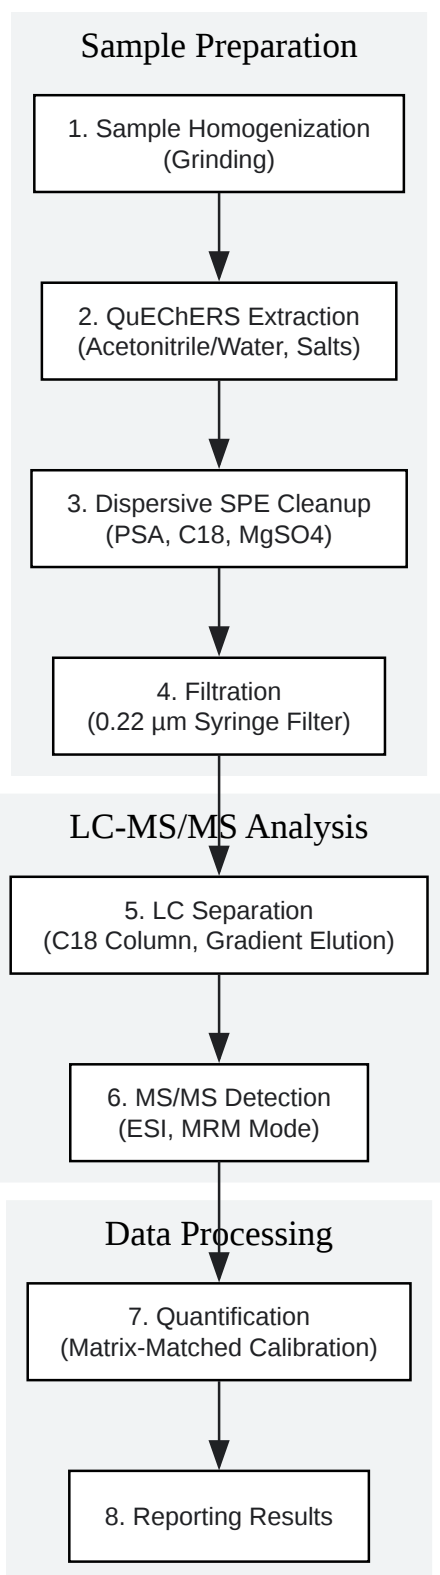 Sample Preparation
1. Sample Homogenization
(Grinding)
2. QuEChERS Extraction
(Acetonitrile/Water, Salts)
3. Dispersive SPE Cleanup
(PSA, C18, MgSO4)
4. Filtration
(0.22 µm Syringe Filter)
LC-MS/MS Analysis
5. LC Separation
(C18 Column, Gradient Elution)
6. MS/MS Detection
(ESI, MRM Mode)
Data Processing
7. Quantification
(Matrix-Matched Calibration)
8. Reporting Results